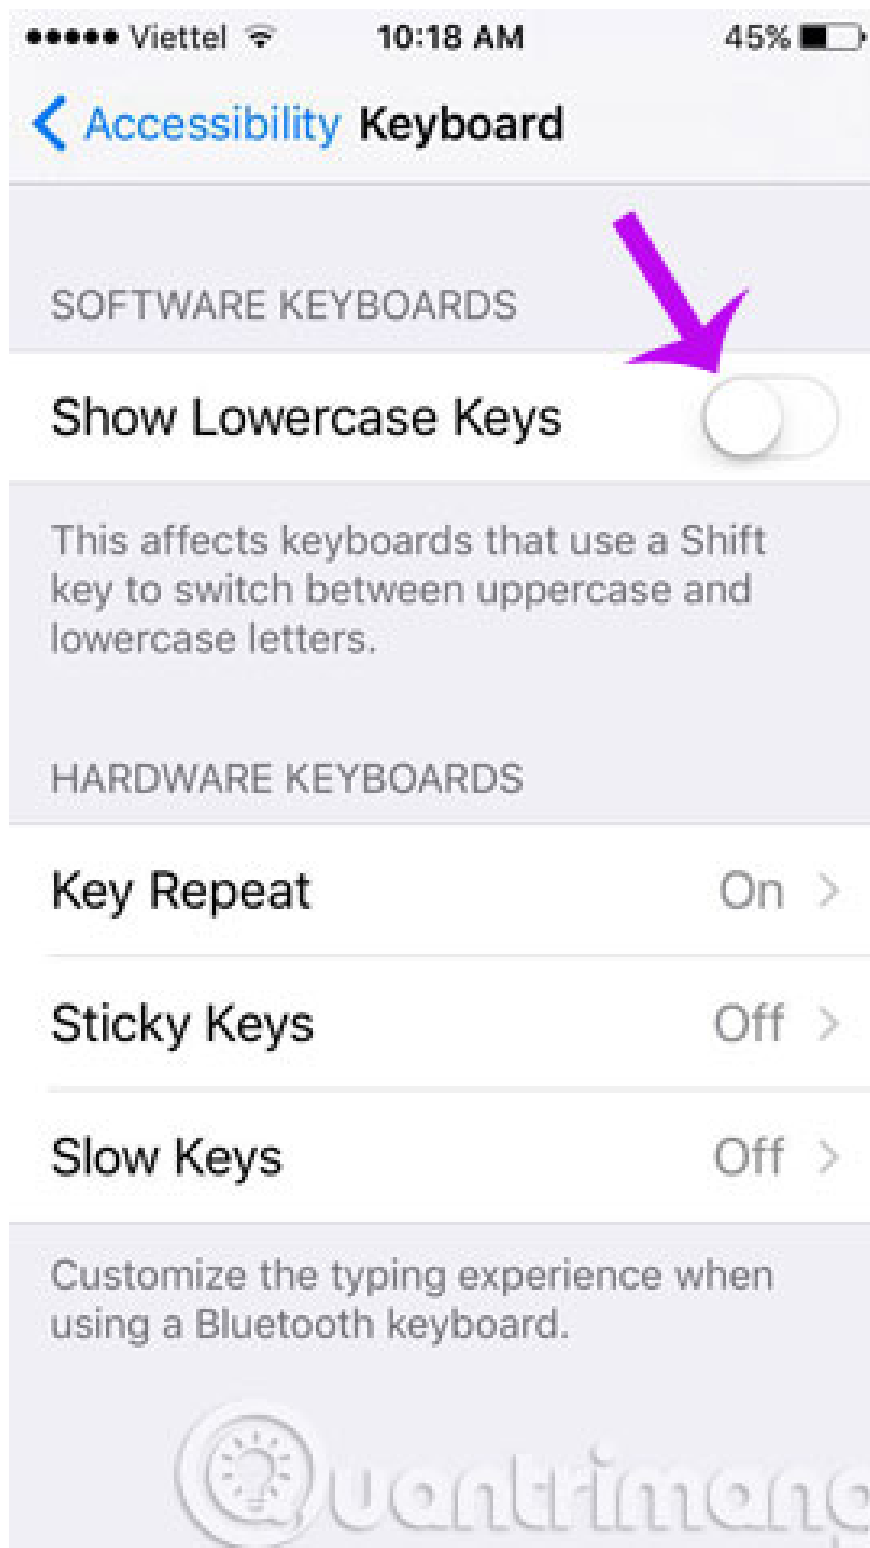 Viettel 10:18 AM 45%
Accessibility Keyboard
SOFTWARE KEYBOARDS
Show Lowercase Keys
This affects keyboards that use a Shift
key to switch between uppercase and
lowercase letters.
HARDWARE KEYBOARDS
Key Repeat On
Sticky Keys Off
Slow Keys Off
Customize the typing experience when
using a Bluetooth keyboard.
Quantrimang